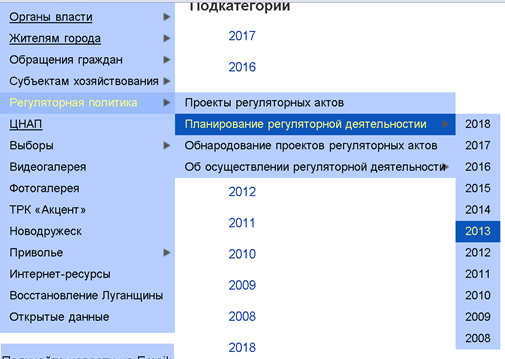 Подкатегории
Органы власти
Жителям города
Обращения граждан
Субъектам хозяйствования
Регуляторная политика
ЦНАП
Выборы
Видеогалерея
Фотогалерея
ТРК «Акцент»
Новодружеск
Приволье
Интернет-ресурсы
Восстановление Луганщины
Открытые данные
Проекты регуляторных актов
Планирование регуляторной деятельностии
Обнародование проектов регуляторных актов
Об осуществлении регуляторной деятельности
2018
2017
2016
2015
2014
2013
2012
2011
2010
2009
2008
2017
2016
2012
2011
2010
2009
2008
2018